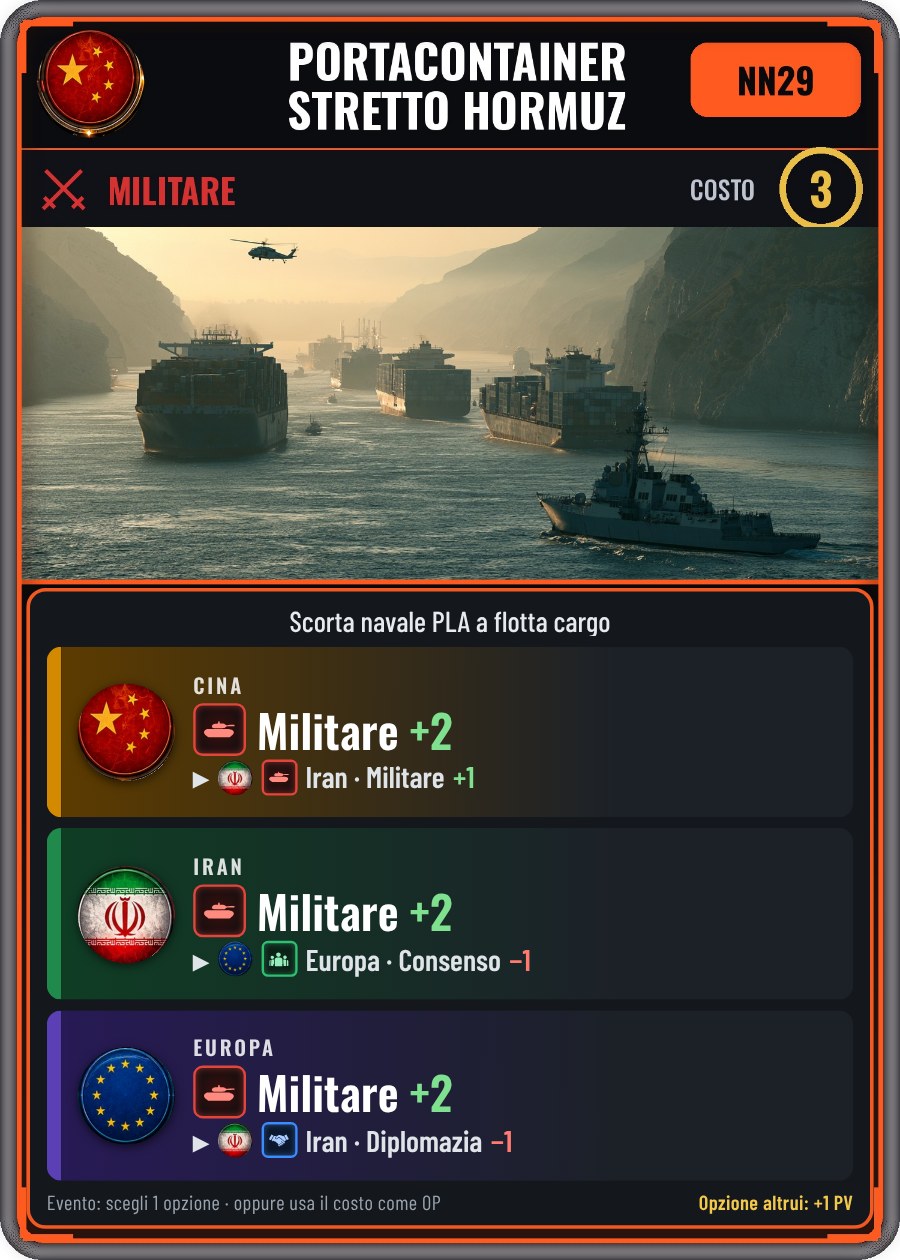 PORTACONTAINER
STRETTO HORMUZ
NN29
MILITARE
COSTO
3
Scorta navale PLA a flotta cargo
CINA
Militare +2
▶ Iran · Militare +1
IRAN
Militare +2
▶ Europa · Consenso −1
EUROPA
Militare +2
▶ Iran · Diplomazia −1
Evento: scegli 1 opzione · oppure usa il costo come OP
Opzione altrui: +1 PV